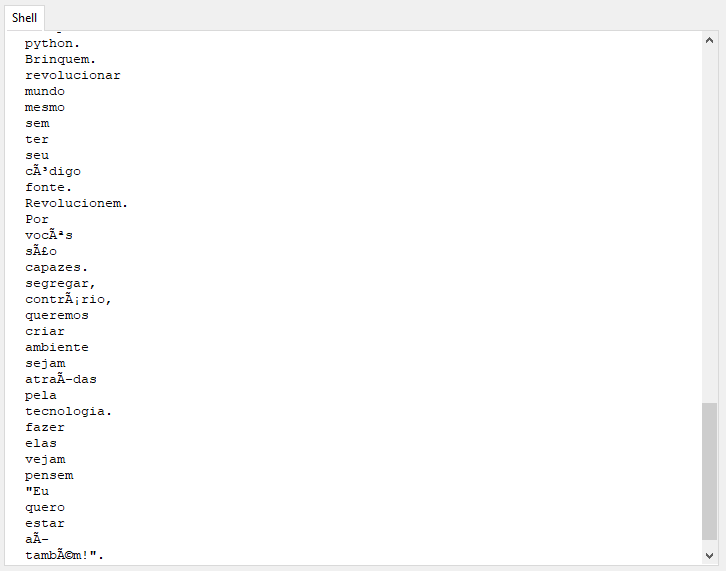 Shell
python.
Brinquem.
revolucionar
mundo
mesmo
sem
ter
seu
cÃ³digo
fonte.
Revolucionem.
Por
vocÃªs
sÃ£o
capazes.
segregar,
contrÃ¡rio,
queremos
criar
ambiente
sejam
atraÃ­das
pela
tecnologia.
fazer
elas
vejam
pensem
"Eu
quero
estar
aÃ­
tambÃ©m!".